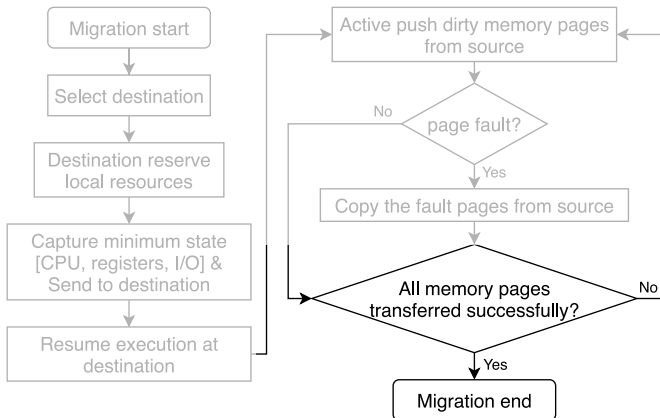 Migration start
Select destination
Destination reserve
local resources
Capture minimum state
[CPU, registers, I/O] &
Send to destination
Resume execution at
destination
Active push dirty memory pages
from source
No
page fault?
Yes
Copy the fault pages from source
All memory pages
transferred successfully?
No
Yes
Migration end